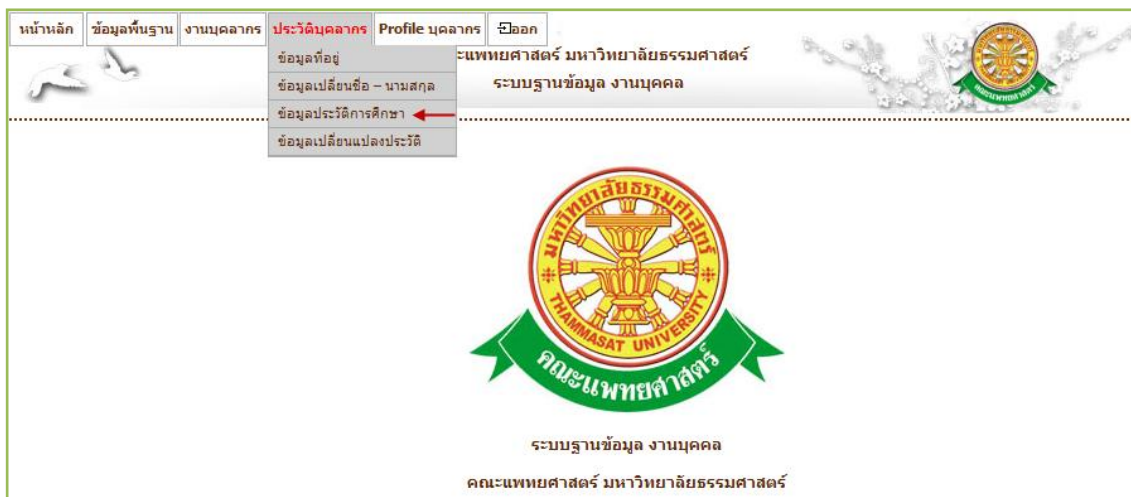 หน้าหลัก ข้อมูลพื้นฐาน งานบุคลากร ประวัติบุคลากร Profile บุคลากร ออก
ข้อมูลที่อยู่
ข้อมูลเปลี่ยนชื่อ – นามสกุล
ข้อมูลประวัติการศึกษา
ข้อมูลเปลี่ยนแปลงประวัติ
ะแพทยศาสตร์ มหาวิทยาลัยธรรมศาสตร์
ระบบฐานข้อมูล งานบุคคล
คณะแพทยศาสตร์
มหาวิทยาลัยธรรมศาสตร์
THAMMASAT UNIVERSITY
คณะแพทยศาสตร์
ระบบฐานข้อมูล งานบุคคล
คณะแพทยศาสตร์ มหาวิทยาลัยธรรมศาสตร์